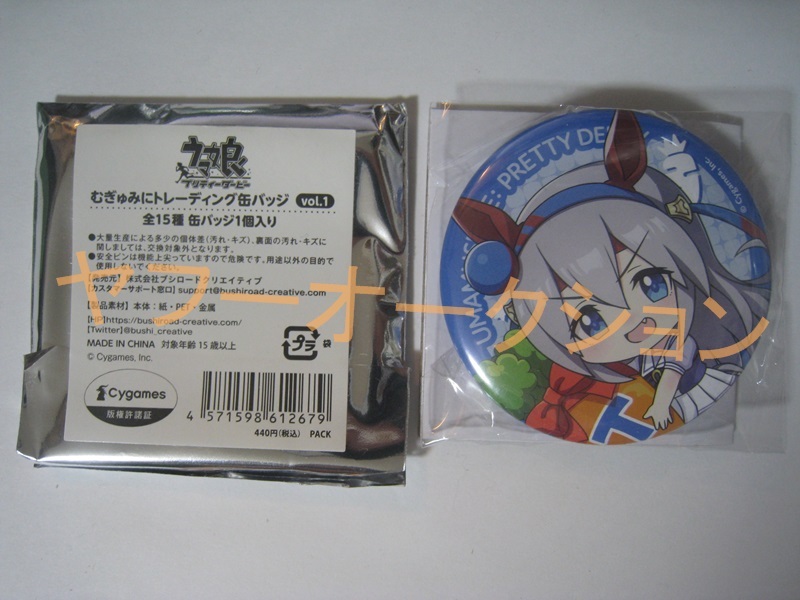 ウマ娘
プリティーダービー
むぎゅみにトレーディング缶バッジ vol.1
全15種 缶バッジ1個入り
●大量生産による多少の個体差(汚れ・キズ)、裏面の汚れ・キズに
関しましては、交換対象外となります。
●安全ピンは機能上尖っていますので危険です。用途以外の目的で
使用しないでください。
【発売元】株式会社ブシロードクリエイティブ
【カスタマーサポート窓口】support@bushiroad-creative.com
【製品素材】本体：紙・PET・金属
[HP]https://bushiroad-creative.com/
[Twitter]@bushi_creative
MADE IN CHINA 対象年齢 15歳以上
© Cygames, Inc.
プラ 袋
Cygames
版権許諾証
4 571598 612679
440円(税込) PACK
UMAMUSUME: PRETTY DERBY
© Cygames, Inc.
ヤフーオークション